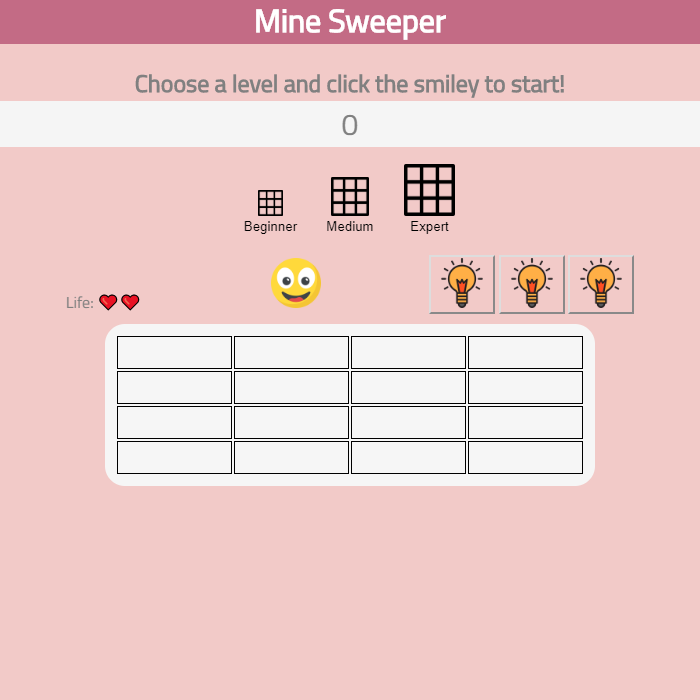 Mine Sweeper
Choose a level and click the smiley to start!
0
Beginner Medium Expert
Life: